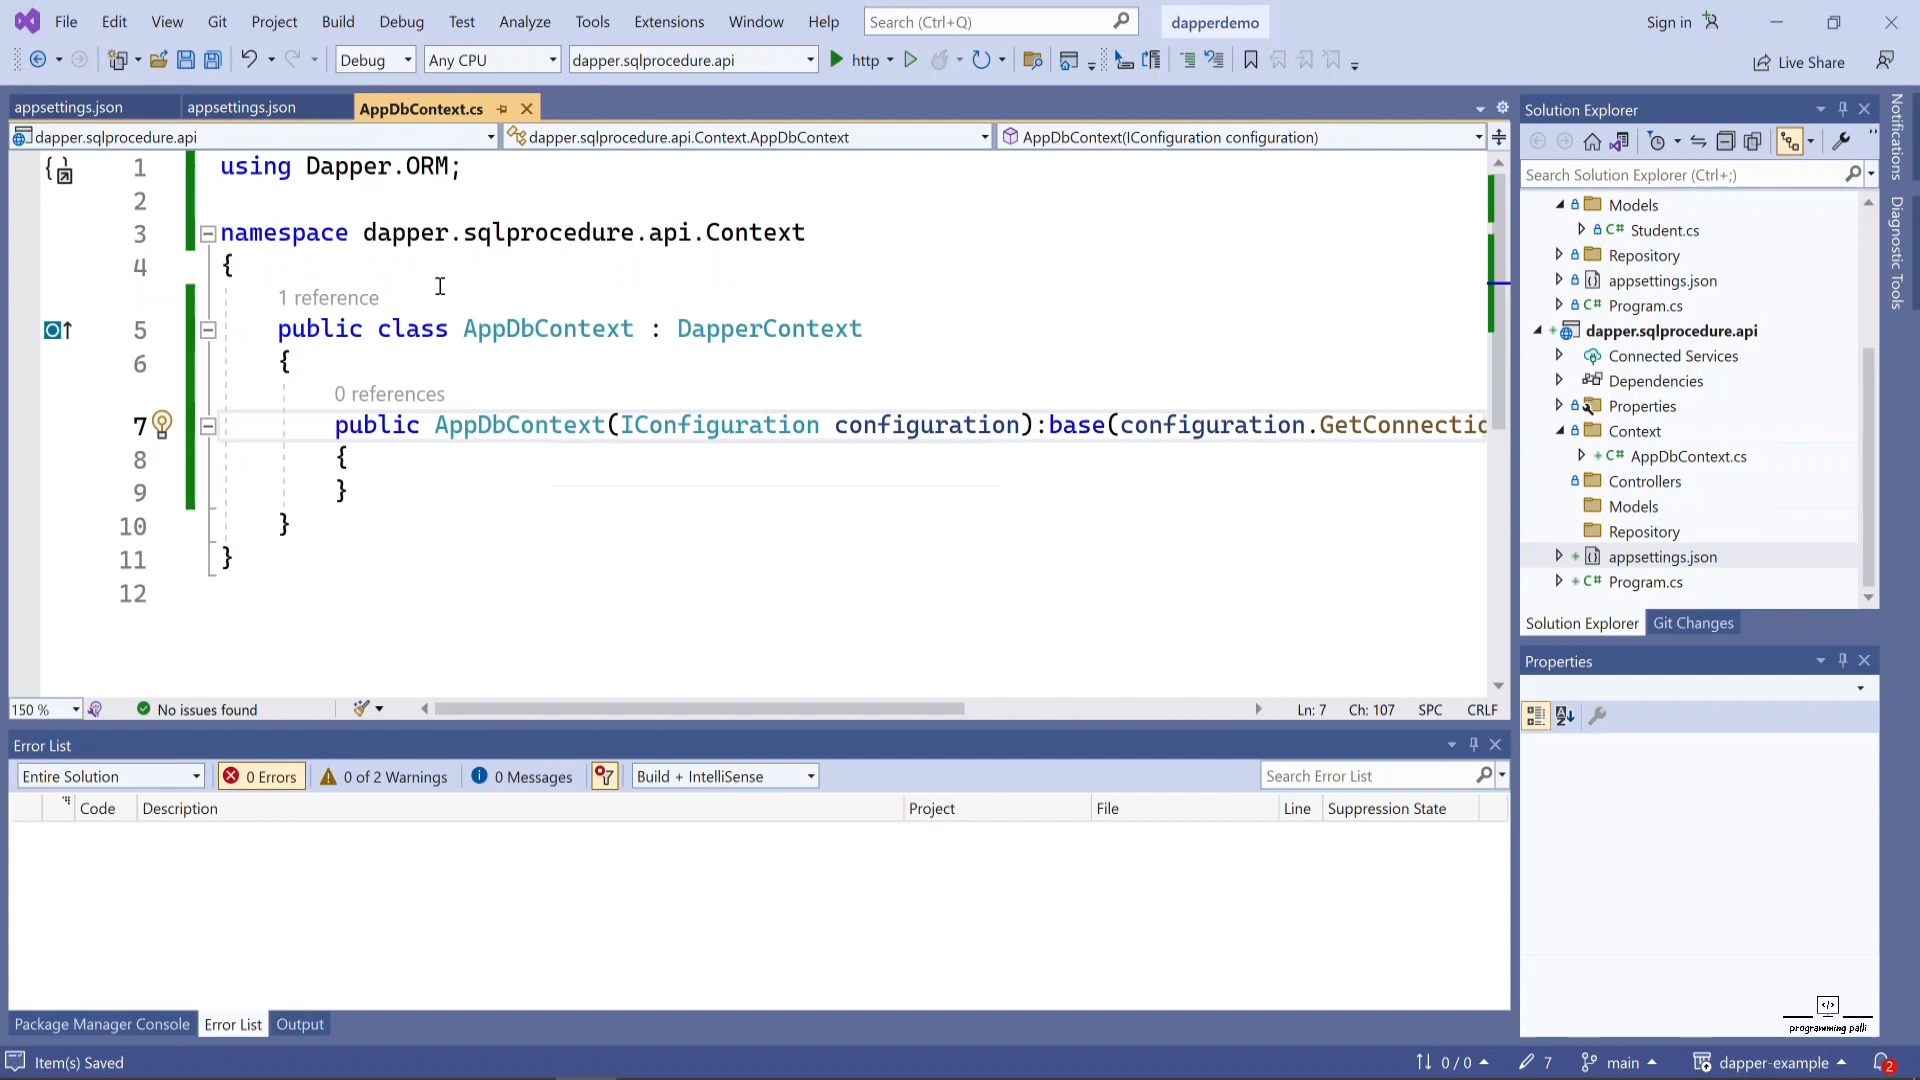 File Edit View Git Project Build Debug Test Analyze Tools Extensions Window Help Search (Ctrl+Q) dapperdemo Sign in
Debug Any CPU dapper.sqlprocedure.api http Live Share
appsettings.json appsettings.json AppDbContext.cs
dapper.sqlprocedure.api dapper.sqlprocedure.api.Context.AppDbContext AppDbContext(IConfiguration configuration)
1 using Dapper.ORM;
2
3 namespace dapper.sqlprocedure.api.Context
4 {
1 reference
5 public class AppDbContext : DapperContext
6 {
0 references
7 public AppDbContext(IConfiguration configuration):base(configuration.GetConnectio
8 {
9 }
10 }
11 }
12
150 % No issues found Ln: 7 Ch: 107 SPC CRLF
Error List
Entire Solution 0 Errors 0 of 2 Warnings 0 Messages Build + IntelliSense Search Error List
Code Description Project File Line Suppression State
Package Manager Console Error List Output
Item(s) Saved 0 / 0 7 main dapper-example 2
Solution Explorer
Search Solution Explorer (Ctrl+;)
Models
C# Student.cs
Repository
appsettings.json
C# Program.cs
dapper.sqlprocedure.api
Connected Services
Dependencies
Properties
Context
C# AppDbContext.cs
Controllers
Models
Repository
appsettings.json
C# Program.cs
Solution Explorer Git Changes
Properties
programming palli
Notifications
Diagnostic Tools